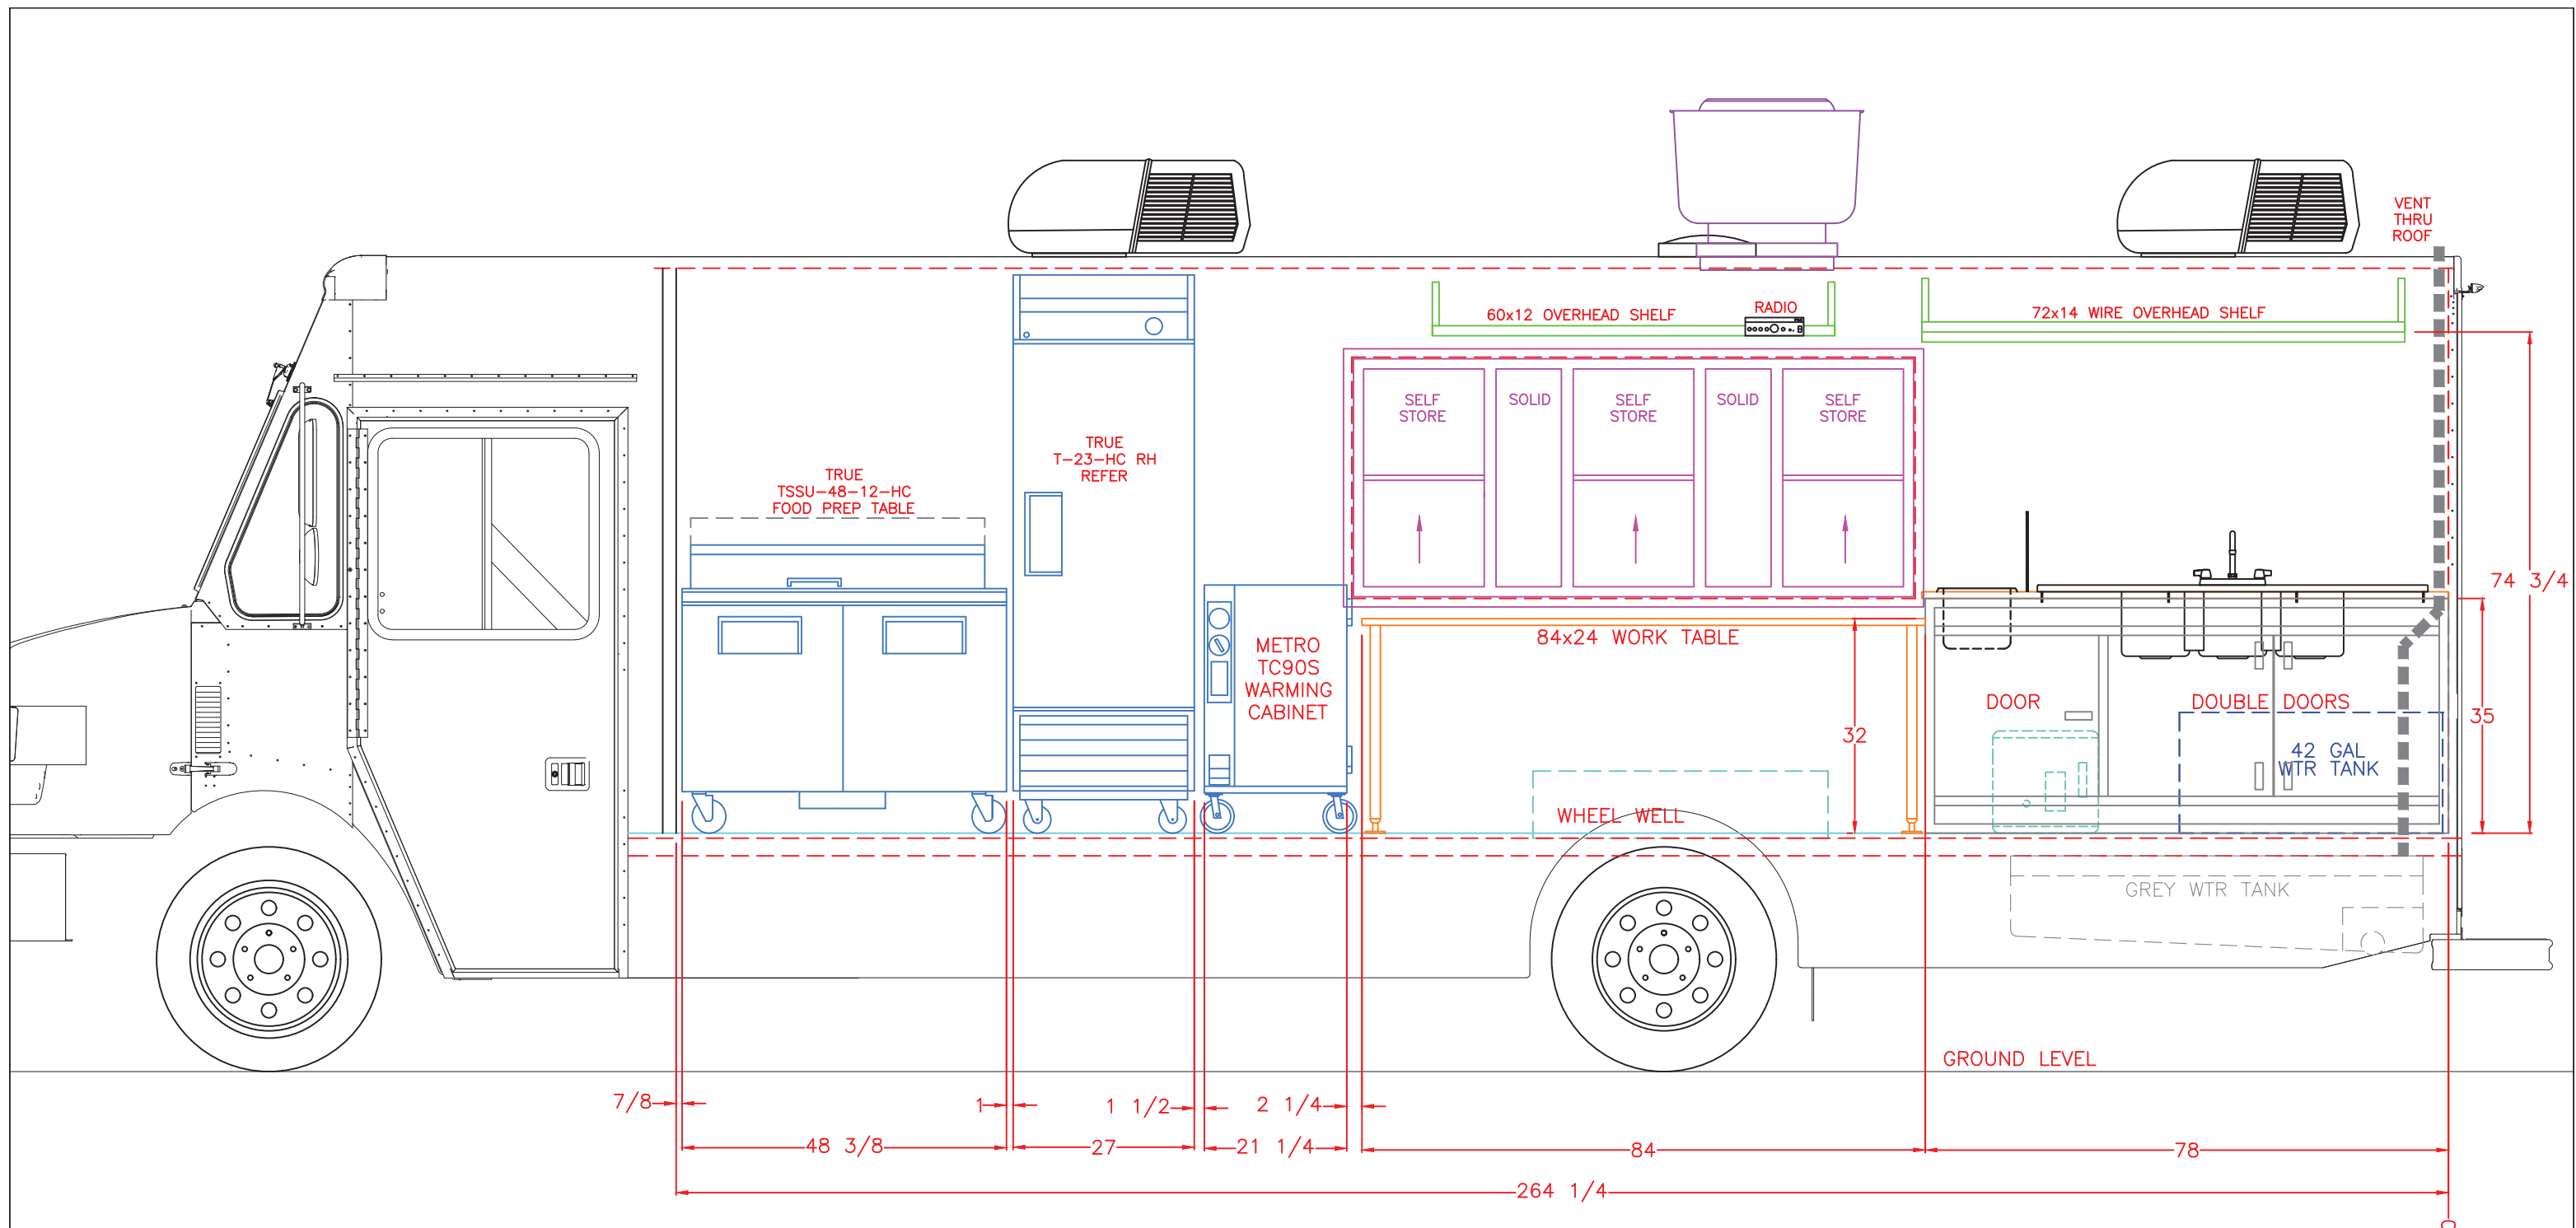 VENT
THRU
ROOF
60x12 OVERHEAD SHELF
RADIO
72x14 WIRE OVERHEAD SHELF
SELF
STORE
SOLID
SELF
STORE
SOLID
SELF
STORE
TRUE
T-23-HC RH
REFER
TRUE
TSSU-48-12-HC
FOOD PREP TABLE
74 3/4
METRO
TC90S
WARMING
CABINET
84x24 WORK TABLE
32
DOOR
DOUBLE DOORS
35
42 GAL
WTR TANK
WHEEL WELL
GREY WTR TANK
GROUND LEVEL
7/8
1
1 1/2
2 1/4
48 3/8
27
21 1/4
84
78
264 1/4